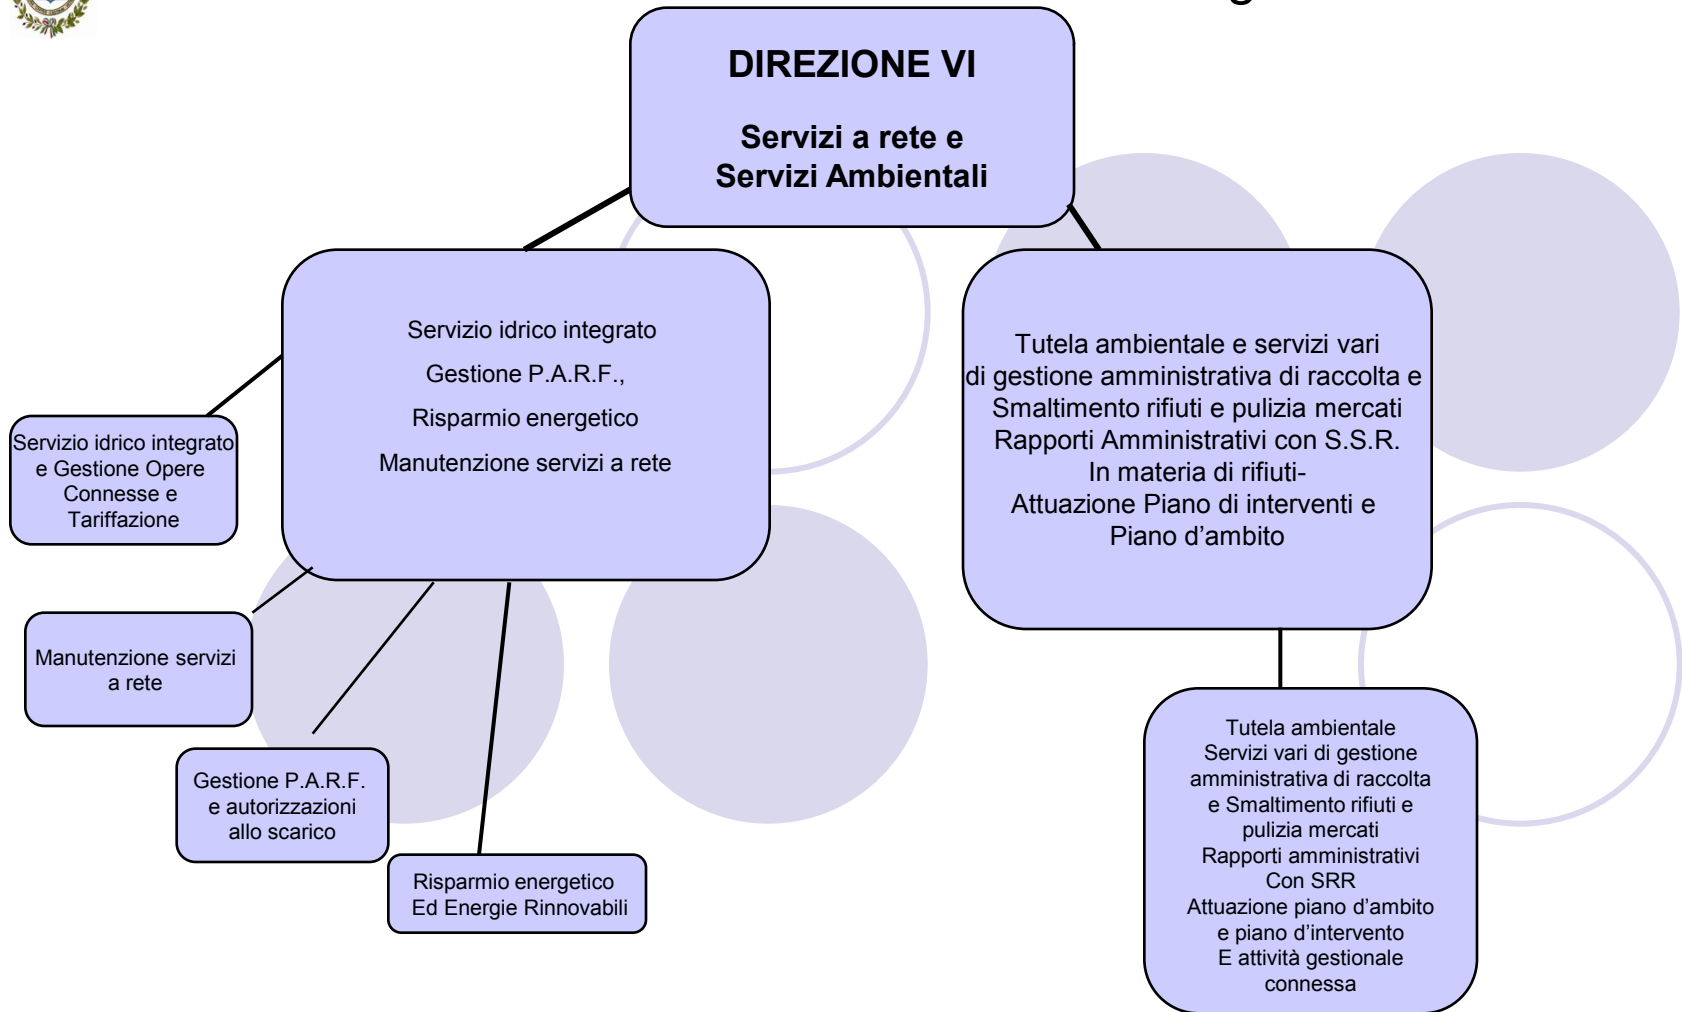 DIREZIONE VI
Servizi a rete e
Servizi Ambientali
Servizio idrico integrato
Gestione P.A.R.F.,
Risparmio energetico
Manutenzione servizi a rete
Tutela ambientale e servizi vari
di gestione amministrativa di raccolta e
Smaltimento rifiuti e pulizia mercati
Rapporti Amministrativi con S.S.R.
In materia di rifiuti-
Attuazione Piano di interventi e
Piano d’ambito
Servizio idrico integrato
e Gestione Opere
Connesse e
Tariffazione
Manutenzione servizi
a rete
Gestione P.A.R.F.
e autorizzazioni
allo scarico
Risparmio energetico
Ed Energie Rinnovabili
Tutela ambientale
Servizi vari di gestione
amministrativa di raccolta
e Smaltimento rifiuti e
pulizia mercati
Rapporti amministrativi
Con SRR
Attuazione piano d’ambito
e piano d’intervento
E attività gestionale
connessa